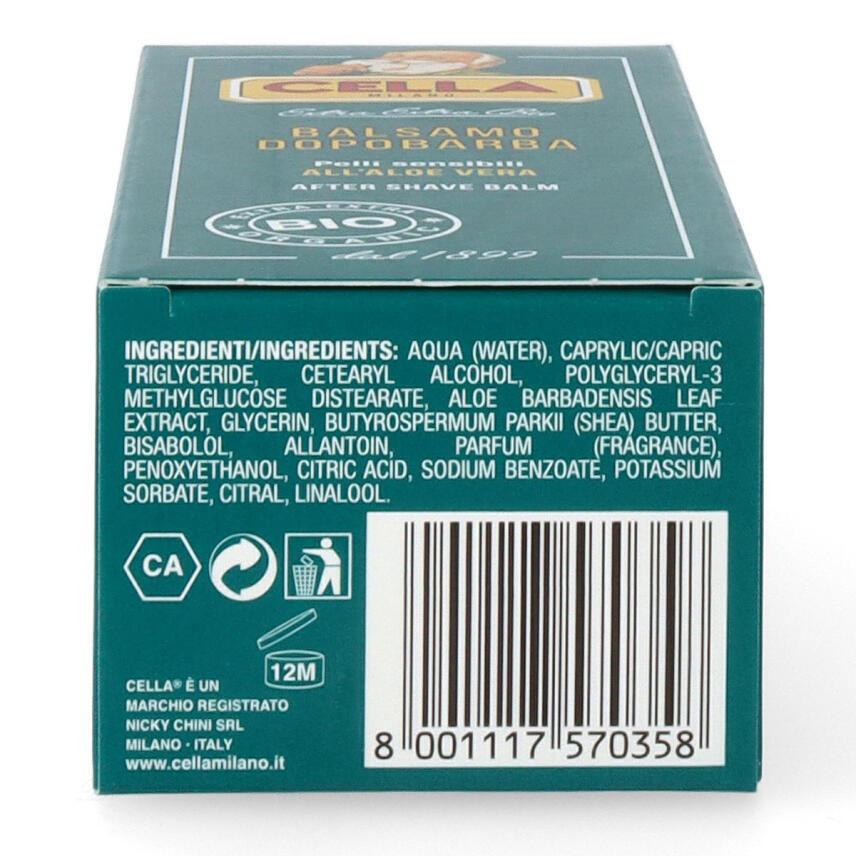 CELLA
MILANO
Extra Extra Bio
BALSAMO
DOPOBARBA
Pelli sensibili
ALL'ALOE VERA
AFTER SHAVE BALM
EXTRA EXTRA
BIO
ORGANIC
dal 1899
INGREDIENTI/INGREDIENTS: AQUA (WATER), CAPRYLIC/CAPRIC
TRIGLYCERIDE, CETEARYL ALCOHOL, POLYGLYCERYL-3
METHYLGLUCOSE DISTEARATE, ALOE BARBADENSIS LEAF
EXTRACT, GLYCERIN, BUTYROSPERMUM PARKII (SHEA) BUTTER,
BISABOLOL, ALLANTOIN, PARFUM (FRAGRANCE),
PENOXYETHANOL, CITRIC ACID, SODIUM BENZOATE, POTASSIUM
SORBATE, CITRAL, LINALOOL.
CA
12M
CELLA® È UN
MARCHIO REGISTRATO
NICKY CHINI SRL
MILANO · ITALY
www.cellamilano.it
8 001117 570358